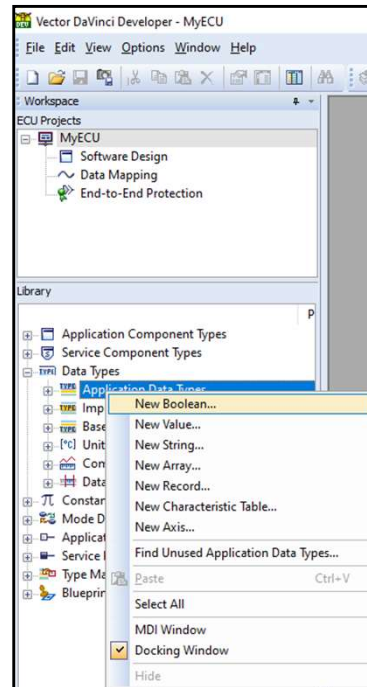 Vector DaVinci Developer - MyECU
File Edit View Options Window Help
Workspace
ECU Projects
MyECU
Software Design
Data Mapping
End-to-End Protection
Library
P
Application Component Types
Service Component Types
Data Types
Application Data Types
Imp
Base
Unit
Com
Data
Constan
Mode D
Applicat
Service I
Type Ma
Blueprin
New Boolean...
New Value...
New String...
New Array...
New Record...
New Characteristic Table...
New Axis...
Find Unused Application Data Types...
Paste Ctrl+V
Select All
MDI Window
Docking Window
Hide